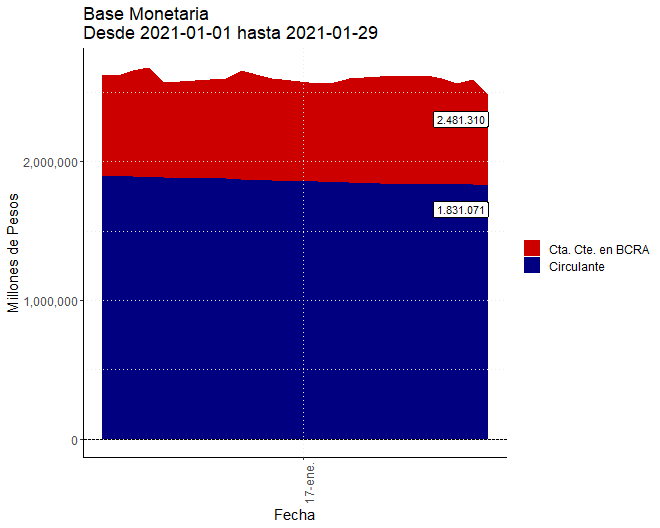 Base Monetaria
Desde 2021-01-01 hasta 2021-01-29
Millones de Pesos
2,000,000
1,000,000
0
2.481.310
1.831.071
17-ene.
Fecha
Cta. Cte. en BCRA
Circulante